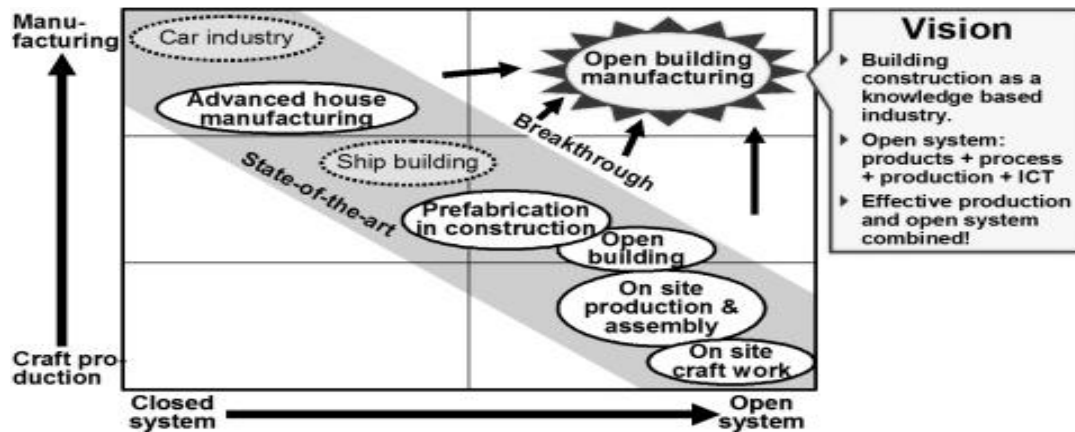 Manu-
facturing
Craft pro
duction
Car industry
Advanced house
manufacturing
Ship building
State-of-the-art
Prefabrication
in construction
Open
building
On site
production &
assembly
On site
craft work
Breakthrough
Open building
manufacturing
Closed
system
Open
system
Vision
Building
construction as a
knowledge based
industry.
Open system:
products + process
+ production + ICT
Effective production
and open system
combined!